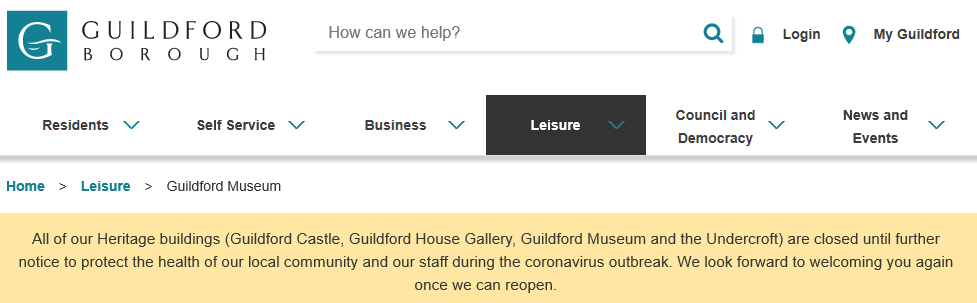 GUILDFORD
BOROUGH
How can we help?
Login
My Guildford
Residents
Self Service
Business
Leisure
Council and
Democracy
News and
Events
Home > Leisure > Guildford Museum
All of our Heritage buildings (Guildford Castle, Guildford House Gallery, Guildford Museum and the Undercroft) are closed until further
notice to protect the health of our local community and our staff during the coronavirus outbreak. We look forward to welcoming you again
once we can reopen.